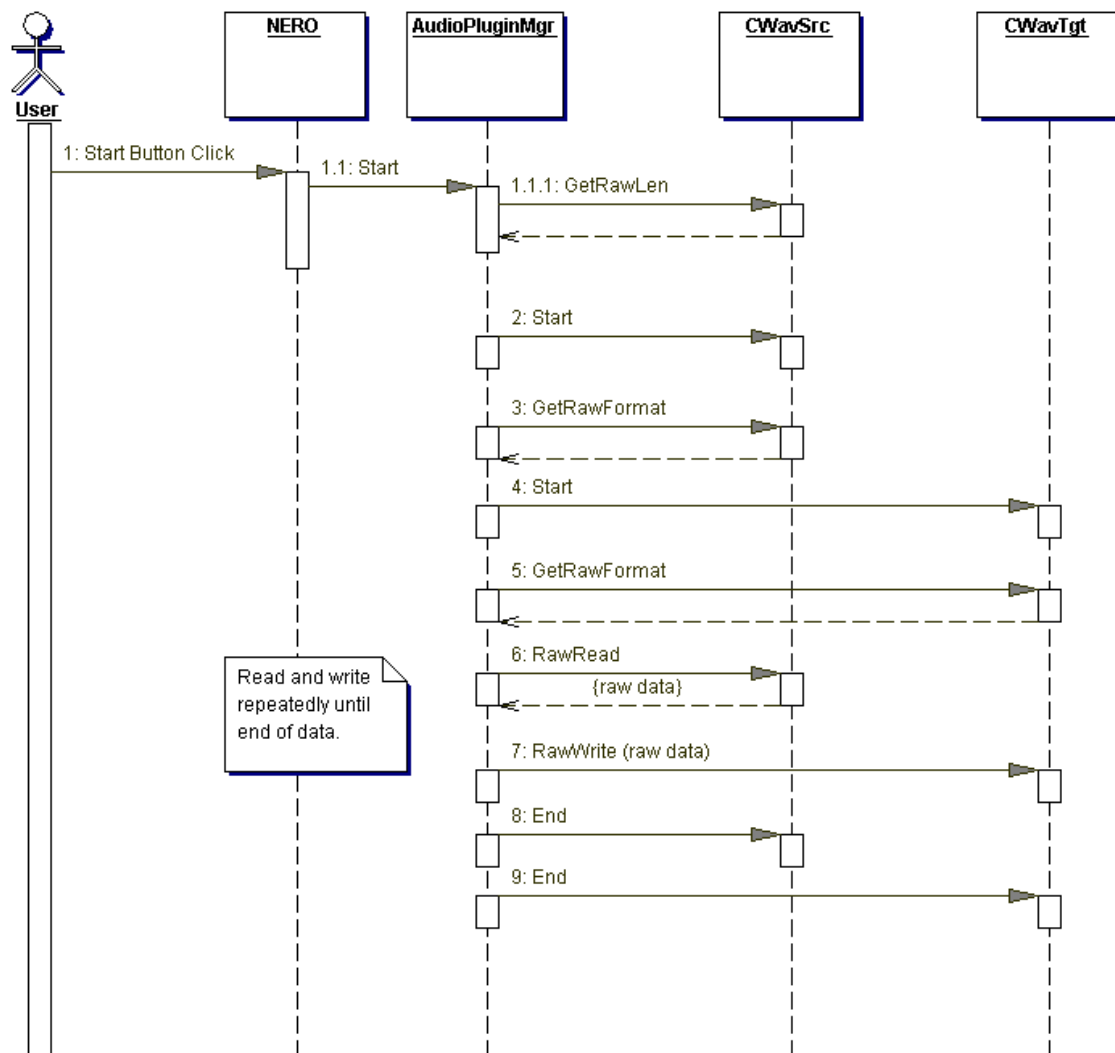 NERO
AudioPluginMgr
CWavSrc
CWavTgt
User
1: Start Button Click
1.1: Start
1.1.1: GetRawLen
2: Start
3: GetRawFormat
4: Start
5: GetRawFormat
6: RawRead
{raw data}
Read and write
repeatedly until
end of data.
7: RawWrite (raw data)
8: End
9: End